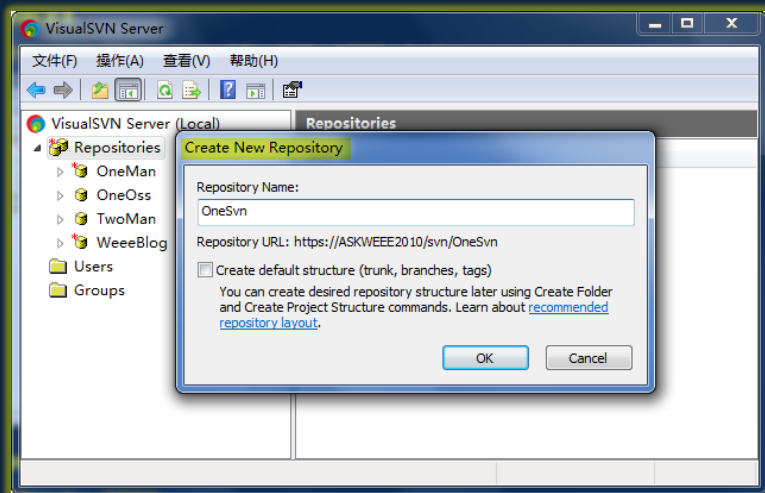 VisualSVN Server
文件(F) 操作(A) 查看(V) 帮助(H)
VisualSVN Server (Local)
Repositories
OneMan
OneOss
TwoMan
WeeeBlog
Users
Groups
Repositories
Create New Repository
Repository Name:
OneSvn
Repository URL: https://ASKWEEE2010/svn/OneSvn
Create default structure (trunk, branches, tags)
You can create desired repository structure later using Create Folder
and Create Project Structure commands. Learn about recommended
repository layout.
OK Cancel